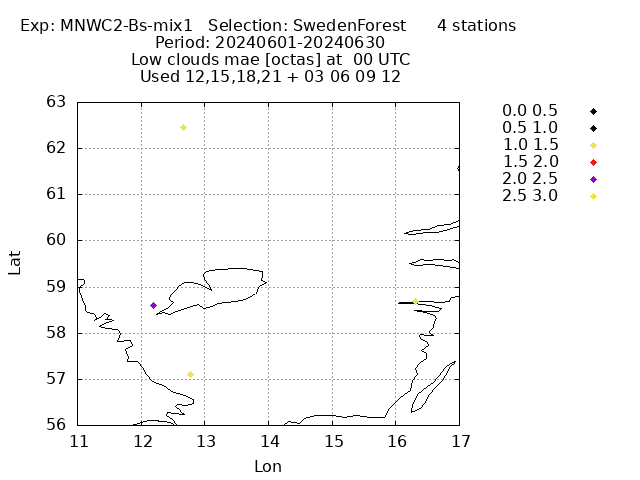 Exp: MNWC2-Bs-mix1   Selection: SwedenForest      4 stations
Period: 20240601-20240630
Low clouds mae [octas] at  00 UTC
Used 12,15,18,21 + 03 06 09 12
63
62
61
60
59
58
57
56
Lat
11 12 13 14 15 16 17
Lon
0.0 0.5
0.5 1.0
1.0 1.5
1.5 2.0
2.0 2.5
2.5 3.0